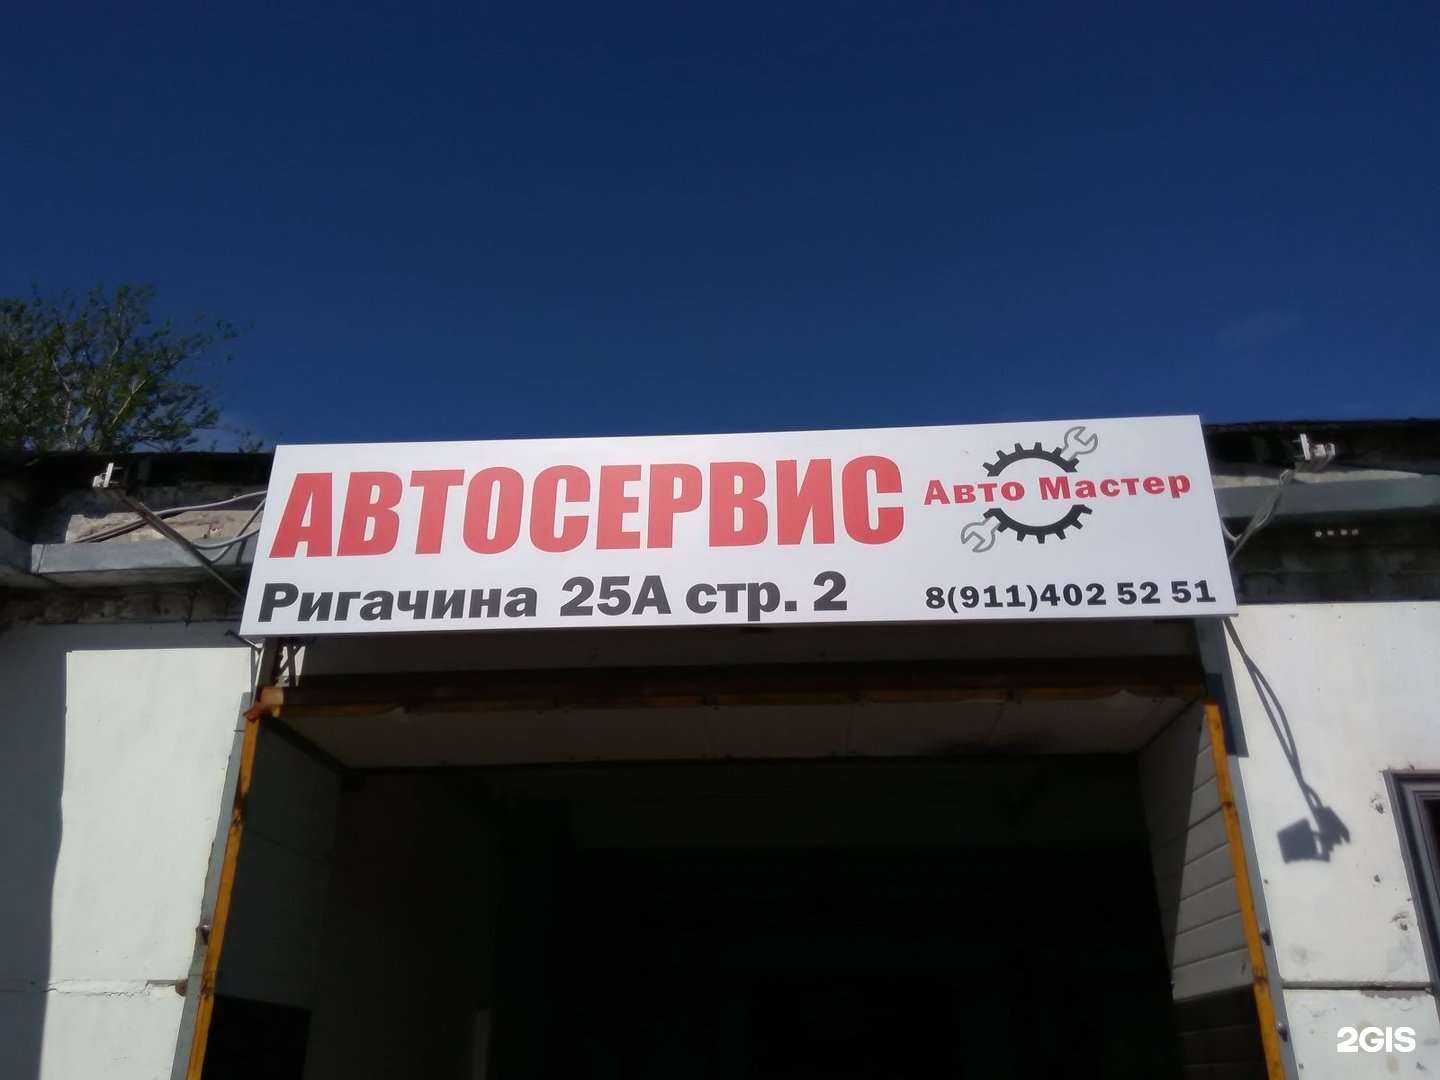 АВТОСЕРВИС
Авто Мастер
Ригачина 25А стр. 2
8(911)402 52 51
2GIS